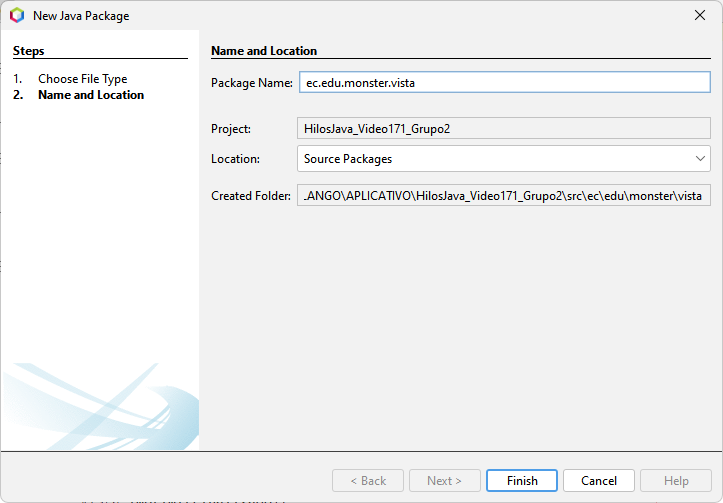 New Java Package
Steps
1. Choose File Type
2. Name and Location
Name and Location
Package Name: ec.edu.monster.vista
Project: HilosJava_Video171_Grupo2
Location: Source Packages
Created Folder: _ANGO\APLICATIVO\HilosJava_Video171_Grupo2\src\ec\edu\monster\vista
< Back
Next >
Finish
Cancel
Help